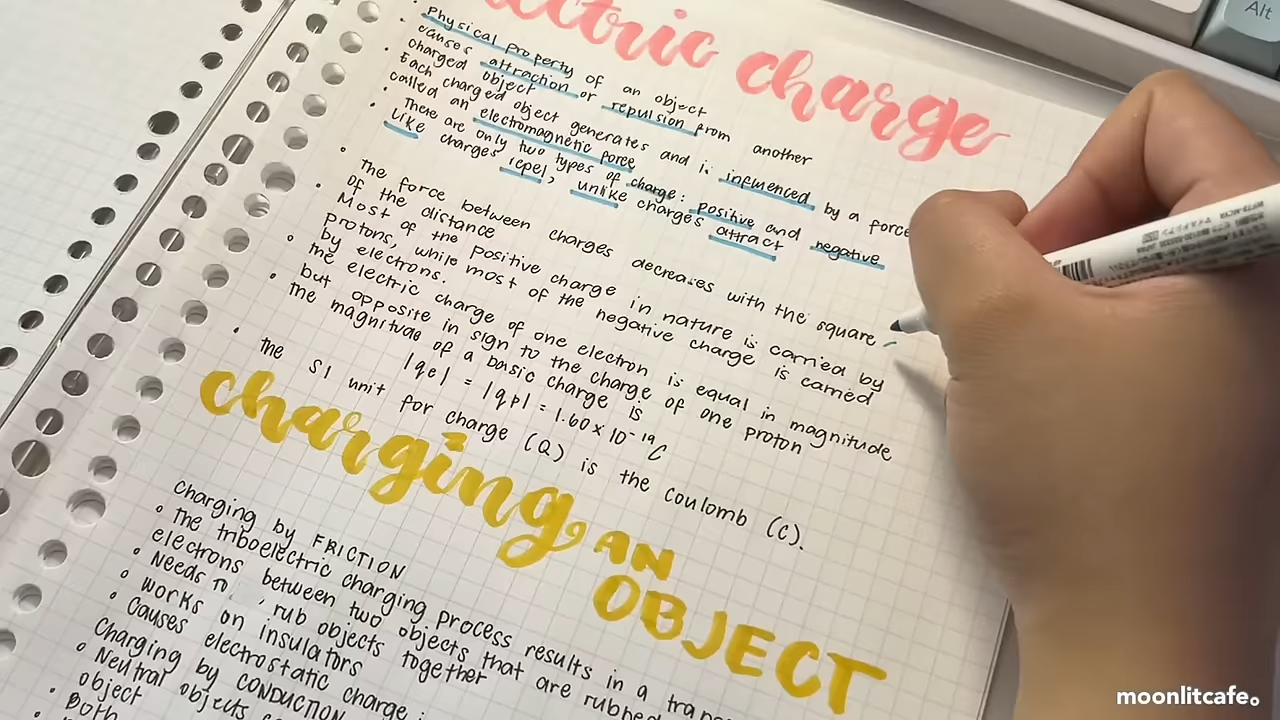 Alt
electric charge
• Physical property of an object
causes attraction or repulsion from another
charged object
• Each charged object generates and is influenced by a force
called an electromagnetic force
• There are only two types of charge: positive and negative
Like charges repel, unlike charges attract
• The force between charges decreases with the square
of the distance
• Most of the positive charge in nature is carried by
protons, while most of the negative charge is carried
by electrons.
• the electric charge of one electron is equal in magnitude
but opposite in sign to the charge of one proton
• the magnitude of a basic charge is
|qe| = |qp| = 1.60 x 10⁻¹⁹C
• The SI unit for charge (Q) is the Coulomb (C).
charging AN
OBJECT
Charging by FRICTION
• the triboelectric charging process results in a
electrons between two objects that are rubbed
• Needs to rub objects together
• works on insulators
• Causes electrostatic charge
Charging by CONDUCTION
• Neutral objects
object
• Both
moonlitcafe。